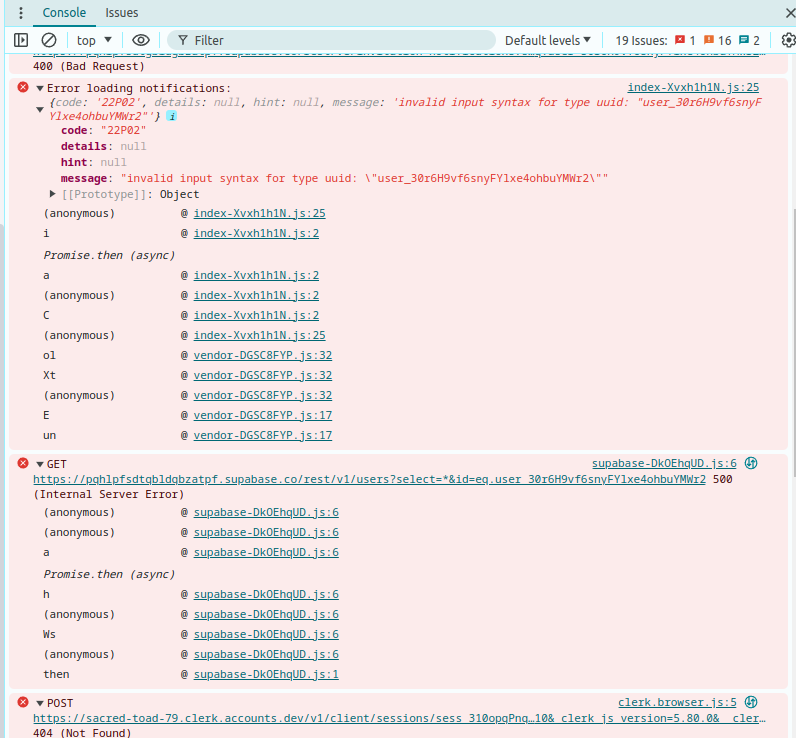 Console Issues
top ▼ Filter Default levels ▼ 19 Issues: 1 16 2
400 (Bad Request)
▼Error loading notifications: index-Xvxh1h1N.js:25
{code: '22P02', details: null, hint: null, message: 'invalid input syntax for type uuid: "user_30r6H9vf6snyF
Ylxe4ohbuYMWr2"'} i
code: "22P02"
details: null
hint: null
message: "invalid input syntax for type uuid: \"user_30r6H9vf6snyFYlxe4ohbuYMWr2\""
▶ [[Prototype]]: Object
(anonymous) @ index-Xvxh1h1N.js:25
i @ index-Xvxh1h1N.js:2
Promise.then (async)
a @ index-Xvxh1h1N.js:2
(anonymous) @ index-Xvxh1h1N.js:2
C @ index-Xvxh1h1N.js:2
(anonymous) @ index-Xvxh1h1N.js:25
ol @ vendor-DGSC8FYP.js:32
Xt @ vendor-DGSC8FYP.js:32
(anonymous) @ vendor-DGSC8FYP.js:32
E @ vendor-DGSC8FYP.js:17
un @ vendor-DGSC8FYP.js:17
▼GET supabase-DkOEhqUD.js:6
https://pqhlpfsdtqbldqbzatpf.supabase.co/rest/v1/users?select=*&id=eq.user_30r6H9vf6snyFYlxe4ohbuYMWr2 500
(Internal Server Error)
(anonymous) @ supabase-DkOEhqUD.js:6
(anonymous) @ supabase-DkOEhqUD.js:6
a @ supabase-DkOEhqUD.js:6
Promise.then (async)
h @ supabase-DkOEhqUD.js:6
(anonymous) @ supabase-DkOEhqUD.js:6
Ws @ supabase-DkOEhqUD.js:6
(anonymous) @ supabase-DkOEhqUD.js:6
then @ supabase-DkOEhqUD.js:1
▼POST clerk.browser.js:5
https://sacred-toad-79.clerk.accounts.dev/v1/client/sessions/sess_310opqPnq…10&_clerk_js_version=5.80.0&__cler…
404 (Not Found)